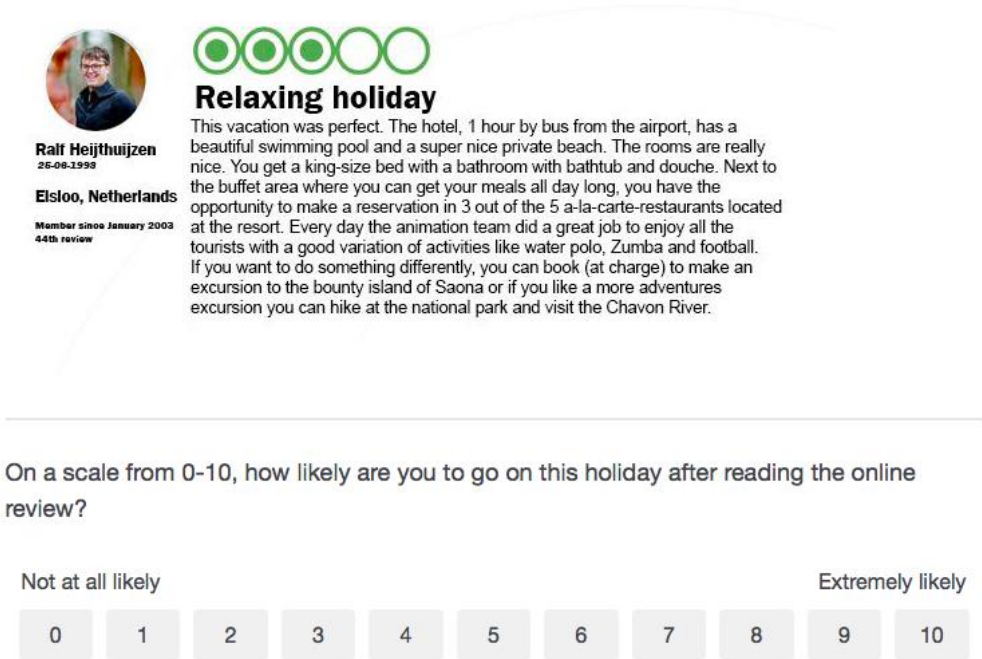 Relaxing holiday
This vacation was perfect. The hotel, 1 hour by bus from the airport, has a
beautiful swimming pool and a super nice private beach. The rooms are really
nice. You get a king-size bed with a bathroom with bathtub and douche. Next to
the buffet area where you can get your meals all day long, you have the
opportunity to make a reservation in 3 out of the 5 a-la-carte-restaurants located
at the resort. Every day the animation team did a great job to enjoy all the
tourists with a good variation of activities like water polo, Zumba and football.
If you want to do something differently, you can book (at charge) to make an
excursion to the bounty island of Saona or if you like a more adventures
excursion you can hike at the national park and visit the Chavon River.
Ralf Heijthuijzen
25-06-1993
Elsloo, Netherlands
Member since January 2003
44th review
On a scale from 0-10, how likely are you to go on this holiday after reading the online
review?
Not at all likely Extremely likely
0 1 2 3 4 5 6 7 8 9 10